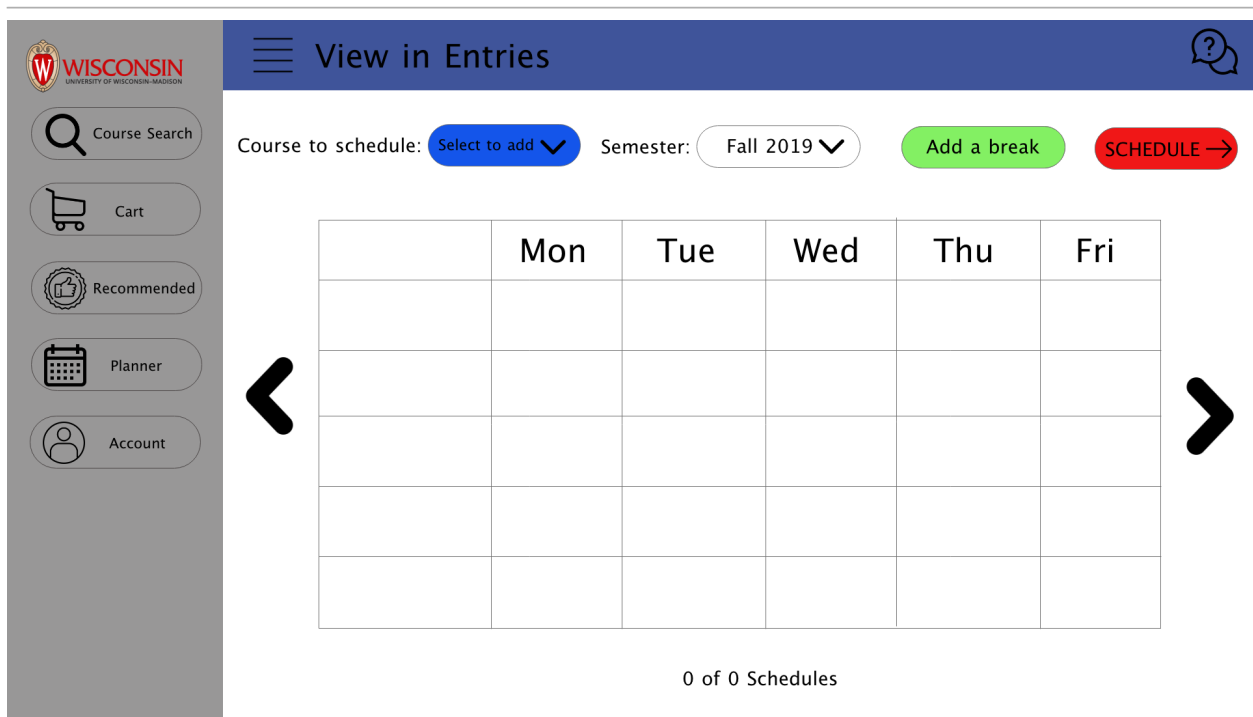 WISCONSIN
UNIVERSITY OF WISCONSIN–MADISON
Course Search
Cart
Recommended
Planner
Account
View in Entries
Course to schedule: Select to add Semester: Fall 2019 Add a break SCHEDULE
Mon Tue Wed Thu Fri
0 of 0 Schedules